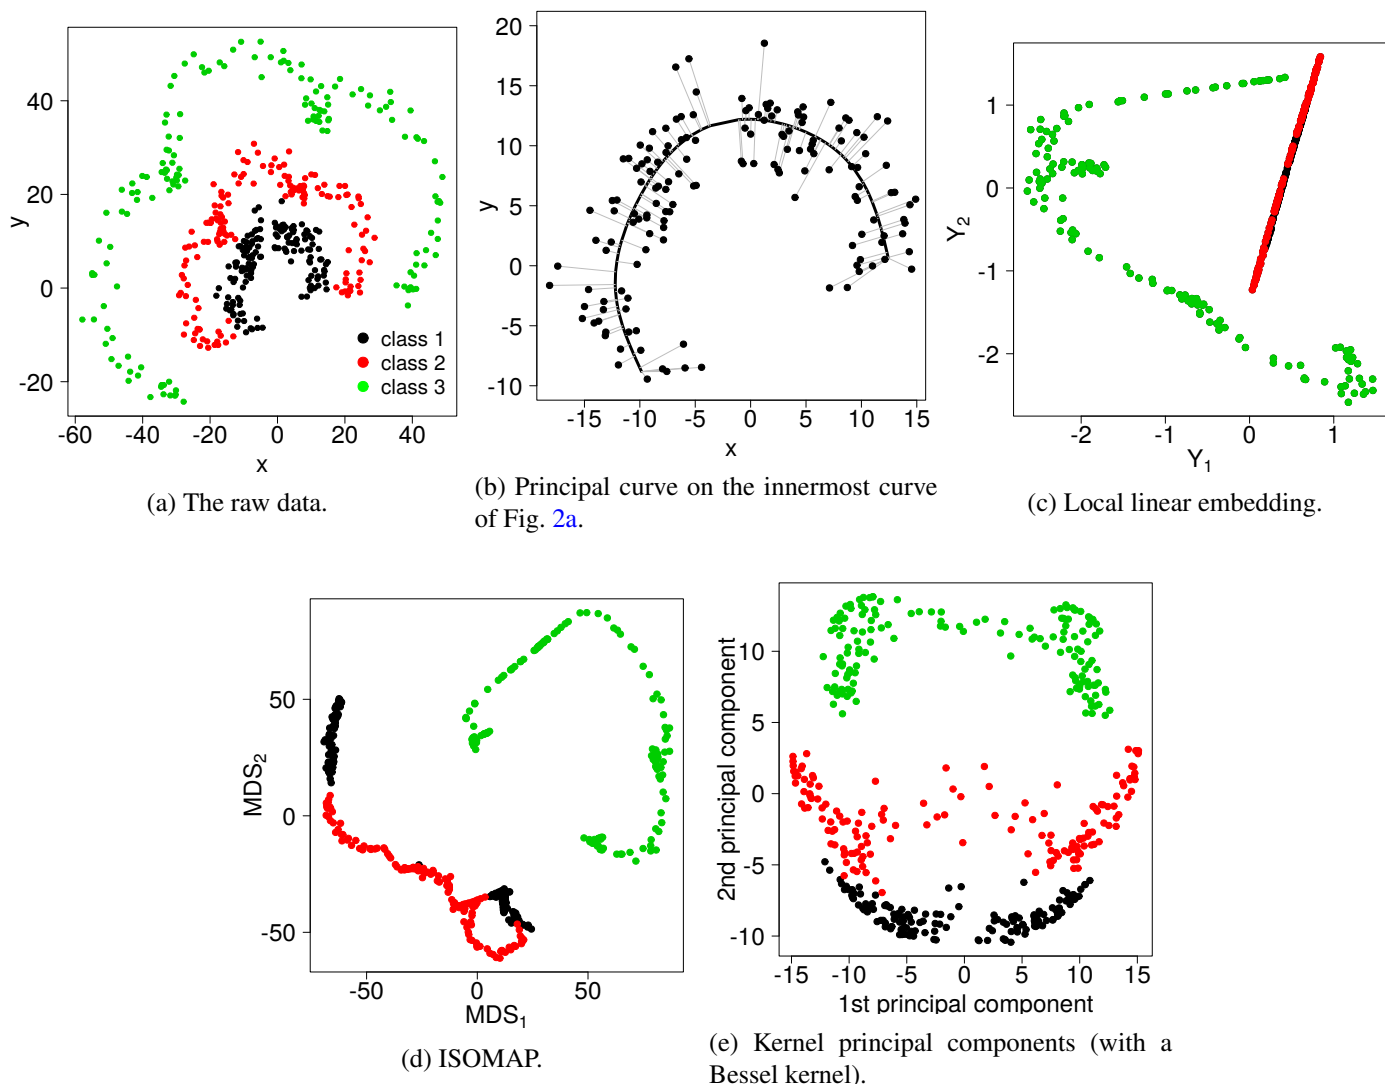 40
20
0
-20
y
-60 -40 -20 0 20 40
x
class 1
class 2
class 3
(a) The raw data.
20
15
10
5
0
-5
-10
y
-15 -10 -5 0 5 10 15
x
(b) Principal curve on the innermost curve
of Fig. 2a.
1
0
-1
-2
Y₂
-2 -1 0 1
Y₁
(c) Local linear embedding.
50
0
-50
MDS₂
-50 0 50
MDS₁
(d) ISOMAP.
10
5
0
-5
-10
2nd principal component
-15 -10 -5 0 5 10 15
1st principal component
(e) Kernel principal components (with a
Bessel kernel).